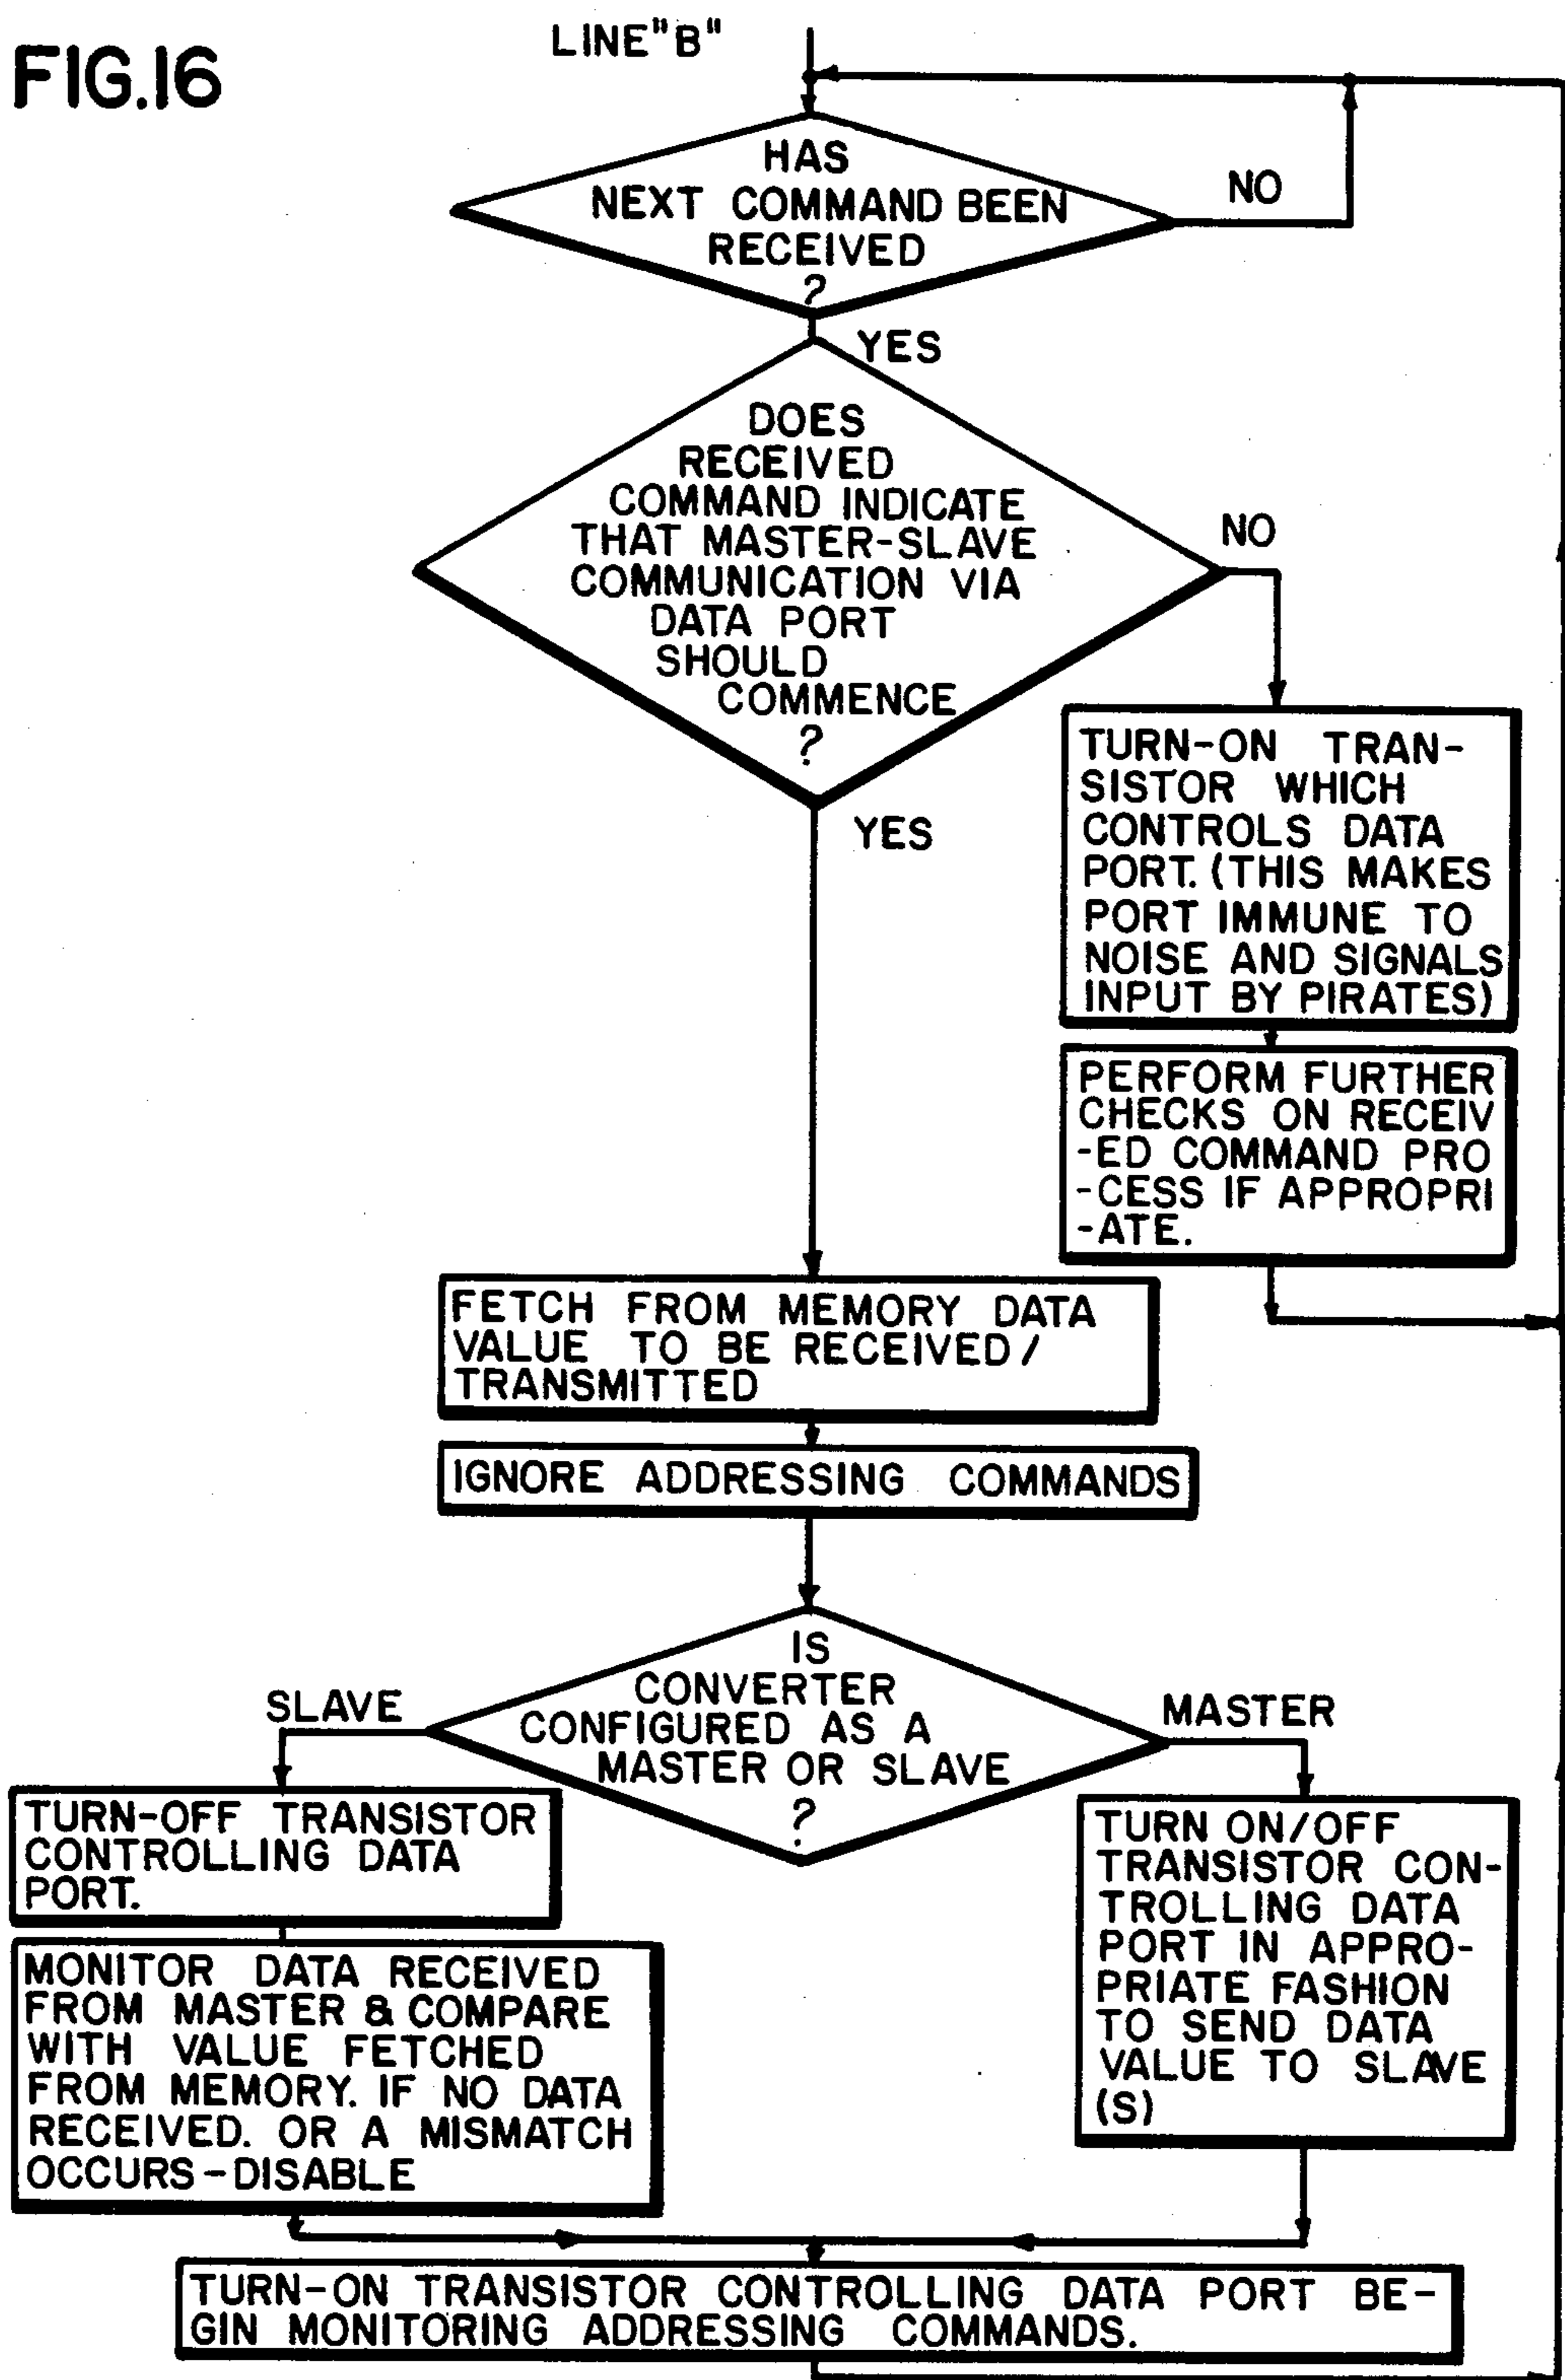 FIG.16
LINE"B"
HAS
NEXT COMMAND BEEN
RECEIVED
?
NO
YES
DOES
RECEIVED
COMMAND INDICATE
THAT MASTER-SLAVE
COMMUNICATION VIA
DATA PORT
SHOULD
COMMENCE
?
NO
YES
TURN-ON TRAN-
SISTOR WHICH
CONTROLS DATA
PORT. (THIS MAKES
PORT IMMUNE TO
NOISE AND SIGNALS
INPUT BY PIRATES)
PERFORM FURTHER
CHECKS ON RECEIV
-ED COMMAND PRO
-CESS IF APPROPRI
-ATE.
FETCH FROM MEMORY DATA
VALUE TO BE RECEIVED/
TRANSMITTED
IGNORE ADDRESSING COMMANDS
IS
CONVERTER
CONFIGURED AS A
MASTER OR SLAVE
?
SLAVE
MASTER
TURN-OFF TRANSISTOR
CONTROLLING DATA
PORT.
MONITOR DATA RECEIVED
FROM MASTER & COMPARE
WITH VALUE FETCHED
FROM MEMORY. IF NO DATA
RECEIVED. OR A MISMATCH
OCCURS-DISABLE
TURN ON/OFF
TRANSISTOR CON-
TROLLING DATA
PORT IN APPRO-
PRIATE FASHION
TO SEND DATA
VALUE TO SLAVE
(S)
TURN-ON TRANSISTOR CONTROLLING DATA PORT BE-
GIN MONITORING ADDRESSING COMMANDS.